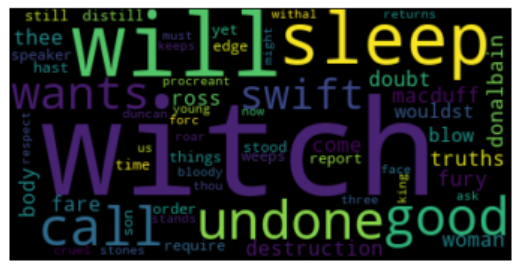 still distill will withal returns
thee yet edge might must keeps sleep
speaker hast procreant doubt donalbain
wants ross swift macduff
young forc now wouldst
duncan witch blow
respect roar stood come truths
us things weeps report
body time bloody thou face king fury
fare son order three ask
call stands undone good
cruel stones require destruction woman